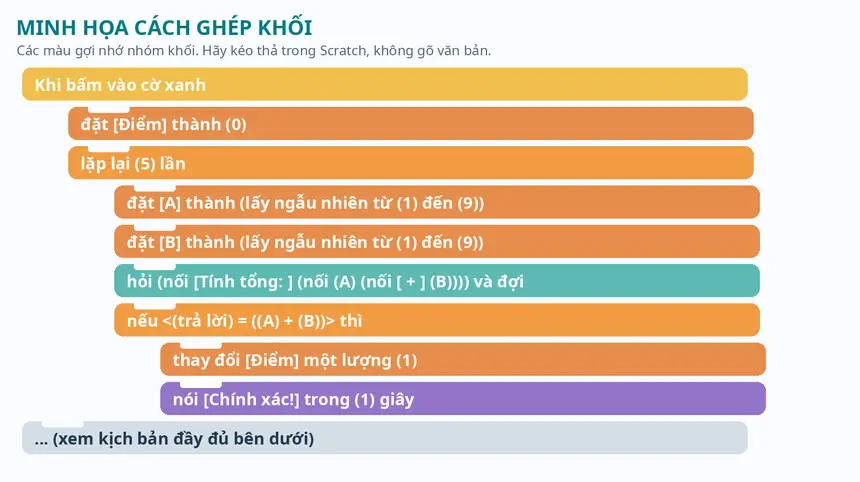 MINH HỌA CÁCH GHÉP KHỐI
Các màu gợi nhớ nhóm khối. Hãy kéo thả trong Scratch, không gõ văn bản.
Khi bấm vào cờ xanh
đặt [Điểm] thành (0)
lặp lại (5) lần
đặt [A] thành (lấy ngẫu nhiên từ (1) đến (9))
đặt [B] thành (lấy ngẫu nhiên từ (1) đến (9))
hỏi (nối [Tính tổng: ] (nối (A) (nối [ + ] (B)))) và đợi
nếu <(trả lời) = ((A) + (B))> thì
thay đổi [Điểm] một lượng (1)
nói [Chính xác!] trong (1) giây
... (xem kịch bản đầy đủ bên dưới)